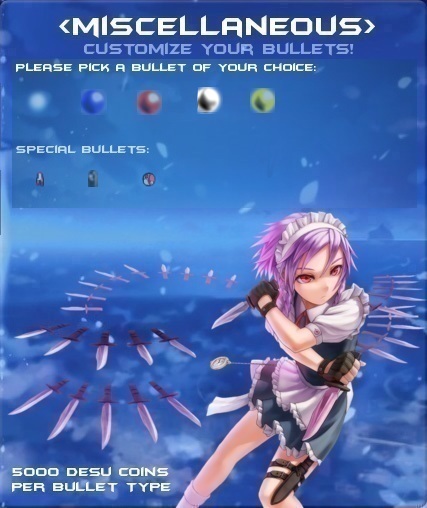 <MISCELLANEOUS>
CUSTOMIZE YOUR BULLETS!
PLEASE PICK A BULLET OF YOUR CHOICE:
SPECIAL BULLETS:
5000 DESU COINS
PER BULLET TYPE